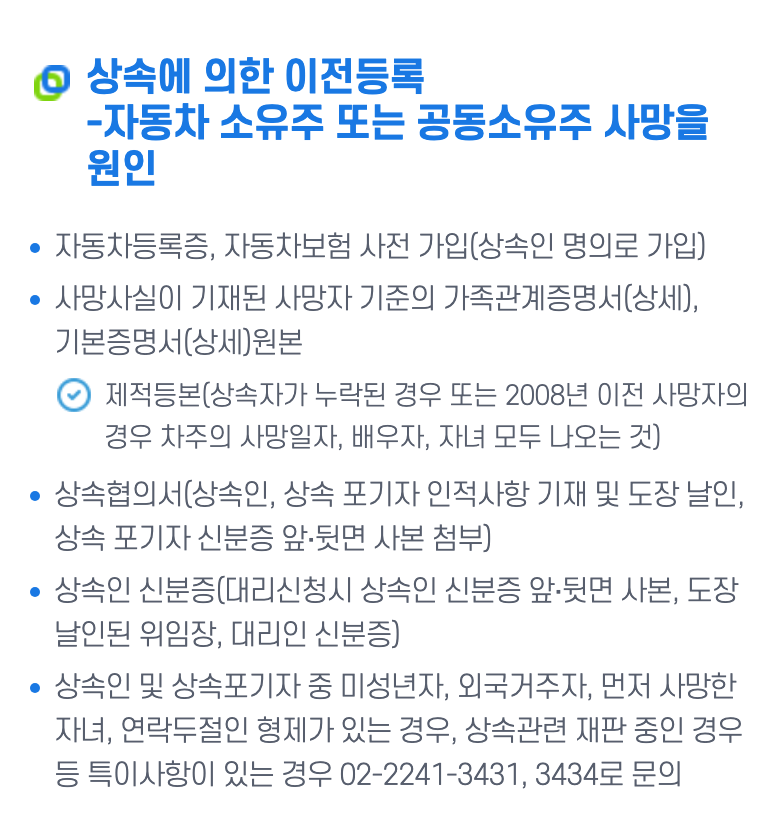 상속에 의한 이전등록
-자동차 소유주 또는 공동소유주 사망을
원인
• 자동차등록증, 자동차보험 사전 가입(상속인 명의로 가입)
• 사망사실이 기재된 사망자 기준의 가족관계증명서(상세),
기본증명서(상세)원본
제적등본(상속자가 누락된 경우 또는 2008년 이전 사망자의
경우 차주의 사망일자, 배우자, 자녀 모두 나오는 것)
• 상속협의서(상속인, 상속 포기자 인적사항 기재 및 도장 날인,
상속 포기자 신분증 앞·뒷면 사본 첨부)
• 상속인 신분증(대리신청시 상속인 신분증 앞·뒷면 사본, 도장
날인된 위임장, 대리인 신분증)
• 상속인 및 상속포기자 중 미성년자, 외국거주자, 먼저 사망한
자녀, 연락두절인 형제가 있는 경우, 상속관련 재판 중인 경우
등 특이사항이 있는 경우 02-2241-3431, 3434로 문의